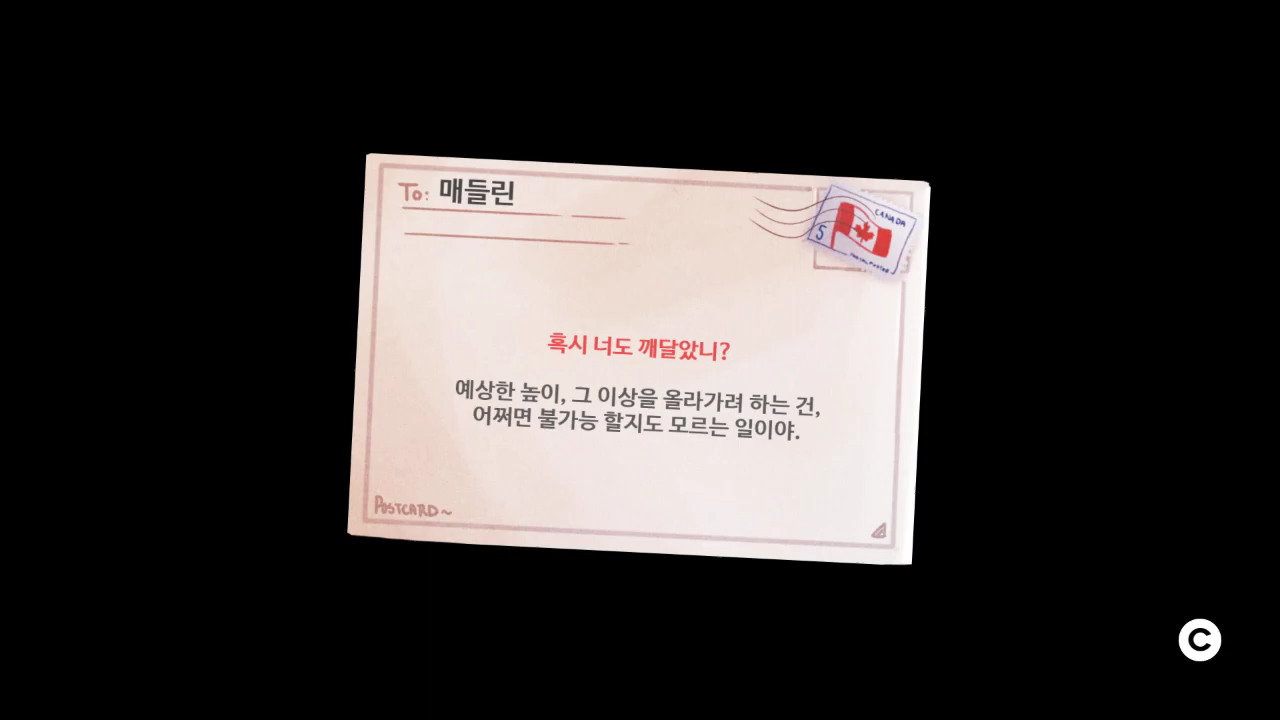 To: 매들린
CANADA
5
혹시 너도 깨달았니?
예상한 높이, 그 이상을 올라가려 하는 건,
어쩌면 불가능 할지도 모르는 일이야.
POSTCARD~
C